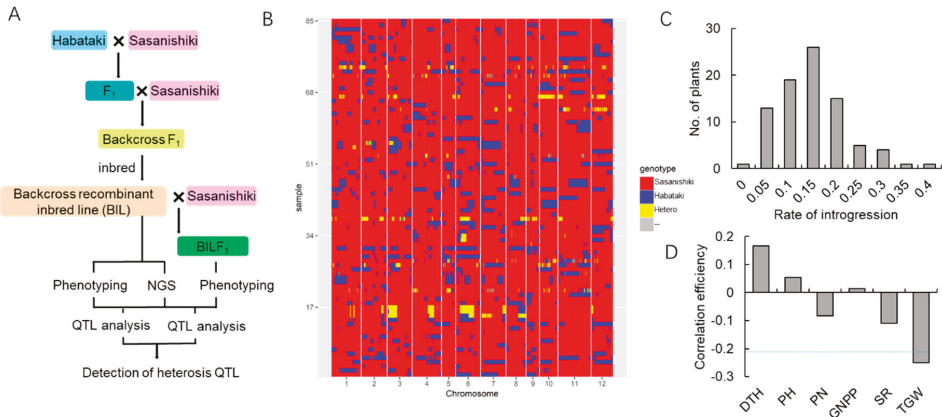 A
Habataki × Sasanishiki
F1 × Sasanishiki
Backcross F1
inbred
Backcross recombinant
inbred line (BIL)
× Sasanishiki
BILF1
Phenotyping NGS Phenotyping
QTL analysis QTL analysis
Detection of heterosis QTL
B
sample
85
68
51
34
17
1 2 3 4 5 6 7 8 9 10 11 12
Chromosome
genotype
Sasanishiki
Habataki
Hetero
--
C
No. of plants
30
20
10
0
0 0.05 0.1 0.15 0.2 0.25 0.3 0.35 0.4
Rate of introgression
D
Correlation efficiency
0.2
0.1
0
-0.1
-0.2
-0.3
DTH PH PN GNPP SR TGW